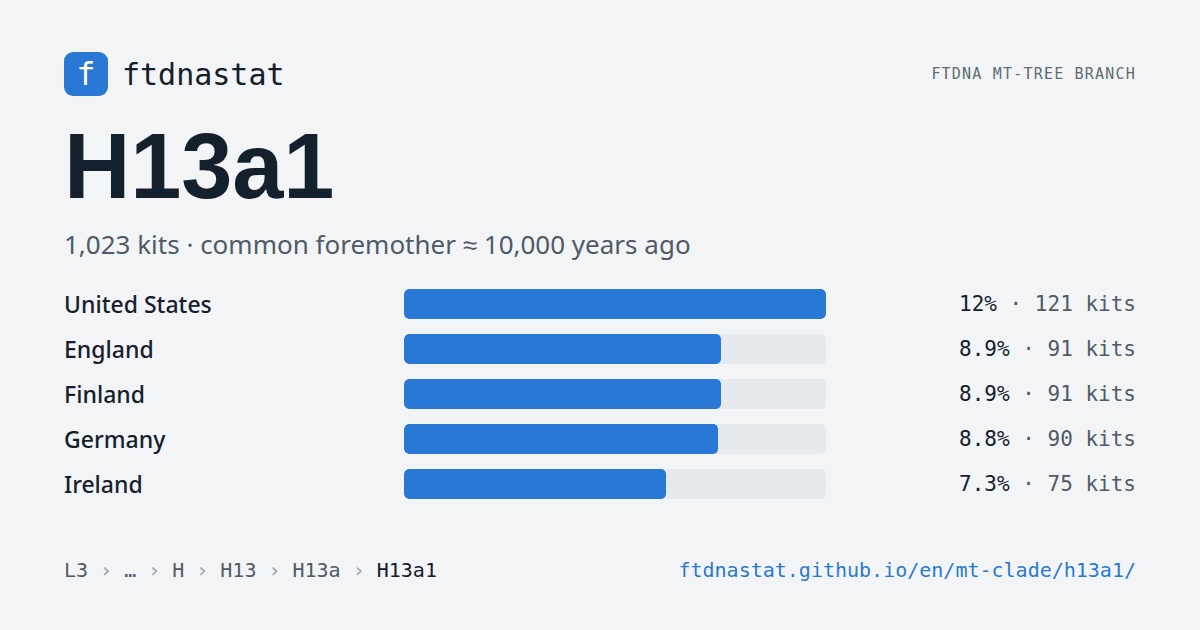 f ftdnastat
FTDNA MT-TREE BRANCH
H13a1
1,023 kits · common foremother ≈ 10,000 years ago
United States 12% · 121 kits
England 8.9% · 91 kits
Finland 8.9% · 91 kits
Germany 8.8% · 90 kits
Ireland 7.3% · 75 kits
L3 › … › H › H13 › H13a › H13a1
ftdnastat.github.io/en/mt-clade/h13a1/